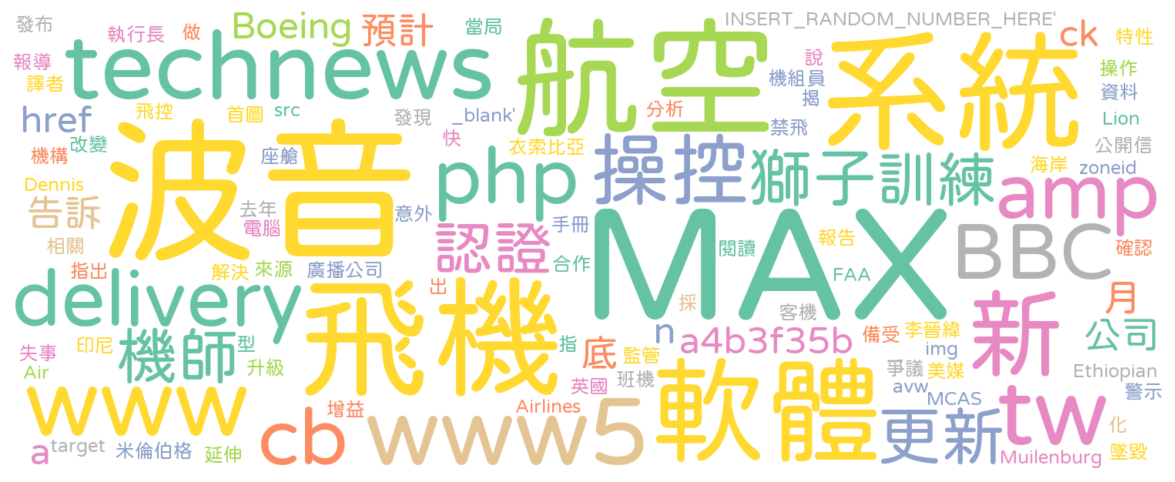 發布
執行長
做
Boeing
預計
當局
INSERT_RANDOM_NUMBER_HERE'
ck
特性
報導
technews
航空
說
系統
譯者
機組員
操作
href
飛控
首圖
src
發現
_blank'
分析
揭
資料
改變
快
禁飛
Lion
機構
波音
座艙
衣索比亞
操控
獅子
訓練
海岸
公開信
zoneid
Dennis
php
amp
告訴
去年
意外
手冊
MAX
電腦
認證
閱讀
報告
BBC
確認
相關
指出
解決
來源
廣播公司
合作
FAA
delivery
飛機
出
採
客機
新
月
機師
n
a4b3f35b
備受
李晉緯
公司
失事
印尼
型
指
底
監管
img
Air
升級
英國
班機
爭議
美媒
Ethiopian
www
增益
Airlines
www5
軟體
avw
MCAS
警示
cb
更新
tw
化
a
target
米倫伯格
延伸
Muilenburg
墜毀